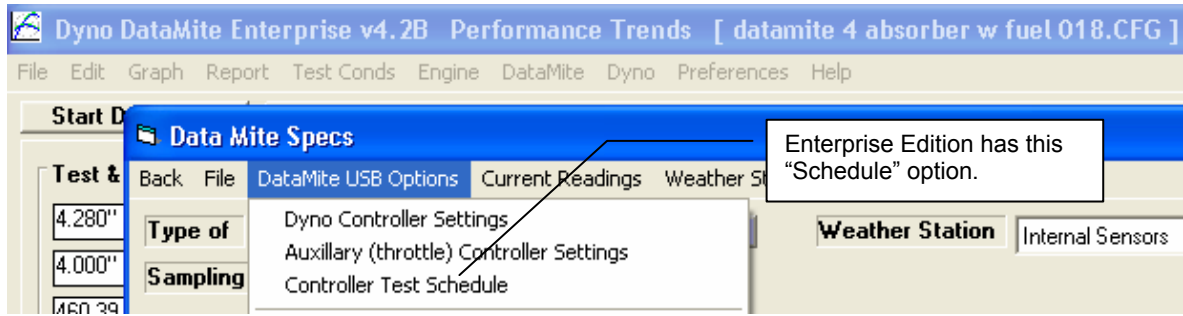 Dyno DataMite Enterprise v4.2B Performance Trends [ datamite 4 absorber w fuel 018.CFG ]
File Edit Graph Report Test Conds Engine DataMite Dyno Preferences Help
Start D
Data Mite Specs
Enterprise Edition has this
"Schedule" option.
Test &
Back File DataMite USB Options Current Readings Weather St
4.280"
Type of
Dyno Controller Settings
Weather Station
Internal Sensors
Auxillary (throttle) Controller Settings
4.000"
Sampling
Controller Test Schedule
460.39